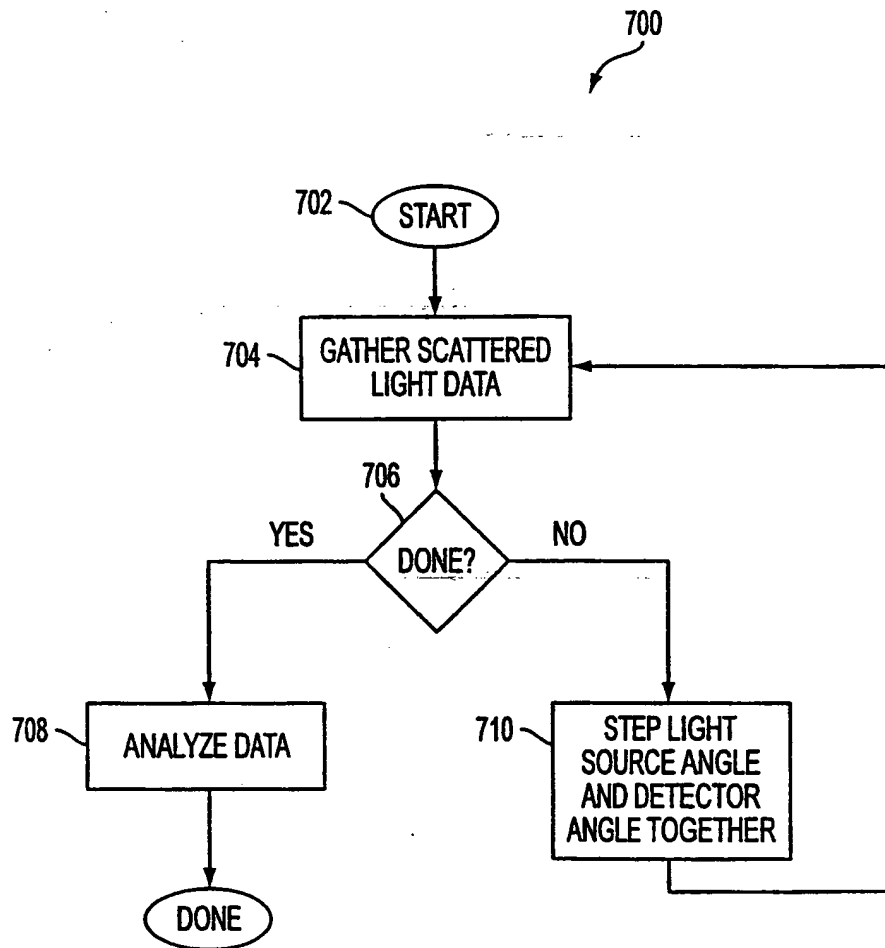 700
702
START
704
GATHER SCATTERED
LIGHT DATA
706
YES
NO
DONE?
708
ANALYZE DATA
710
STEP LIGHT
SOURCE ANGLE
AND DETECTOR
ANGLE TOGETHER
DONE